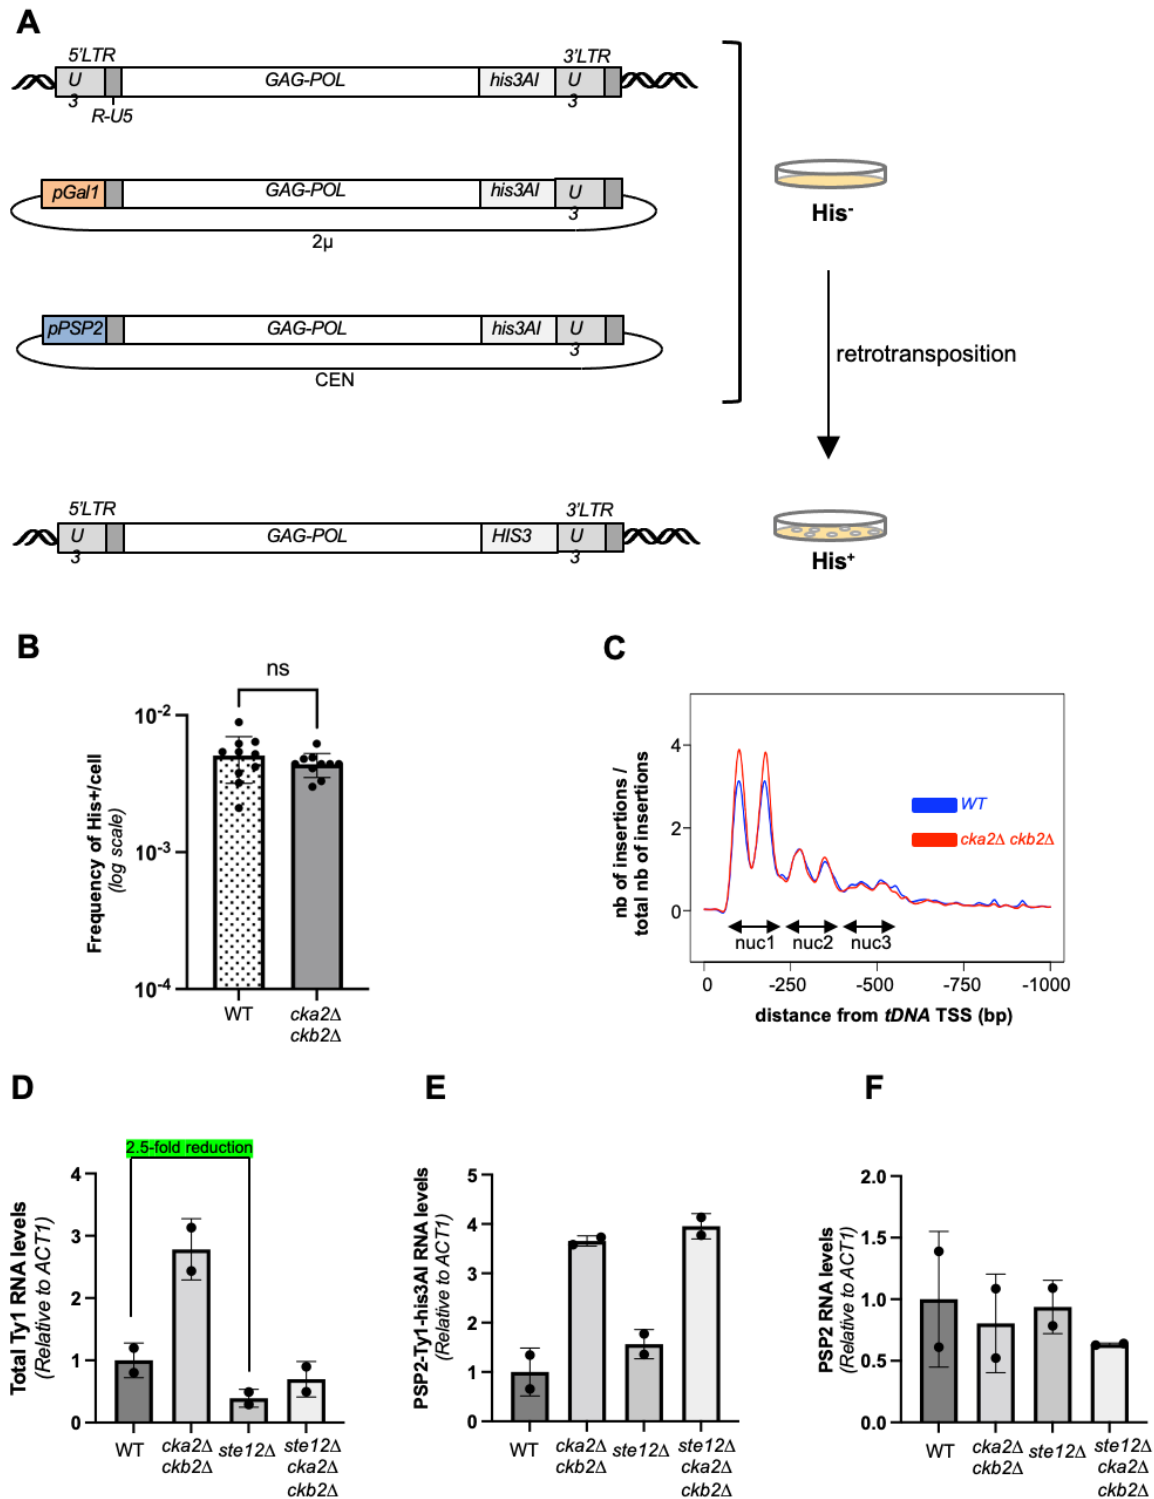 A
5'LTR
3'LTR
U
3
GAG-POL
his3AI
U
3
R-U5
pGal1
GAG-POL
his3AI
U
3
2µ
His-
pPSP2
GAG-POL
his3AI
U
3
CEN
retrotransposition
5'LTR
3'LTR
U
3
GAG-POL
HIS3
U
3
His+
B
ns
Frequency of His+/cell
(log scale)
10-2
10-3
10-4
WT
cka2Δ
ckb2Δ
C
nb of insertions /
total nb of insertions
4
2
0
WT
cka2Δ ckb2Δ
nuc1
nuc2
nuc3
0
-250
-500
-750
-1000
distance from tDNA TSS (bp)
D
2.5-fold reduction
Total Ty1 RNA levels
(Relative to ACT1)
4
3
2
1
0
WT
cka2Δ
ckb2Δ
ste12Δ
ste12Δ
cka2Δ
ckb2Δ
E
PSP2-Ty1-his3AI RNA levels
(Relative to ACT1)
5
4
3
2
1
0
WT
cka2Δ
ckb2Δ
ste12Δ
ste12Δ
cka2Δ
ckb2Δ
F
PSP2 RNA levels
(Relative to ACT1)
2.0
1.5
1.0
0.5
0.0
WT
cka2Δ
ckb2Δ
ste12Δ
ste12Δ
cka2Δ
ckb2Δ